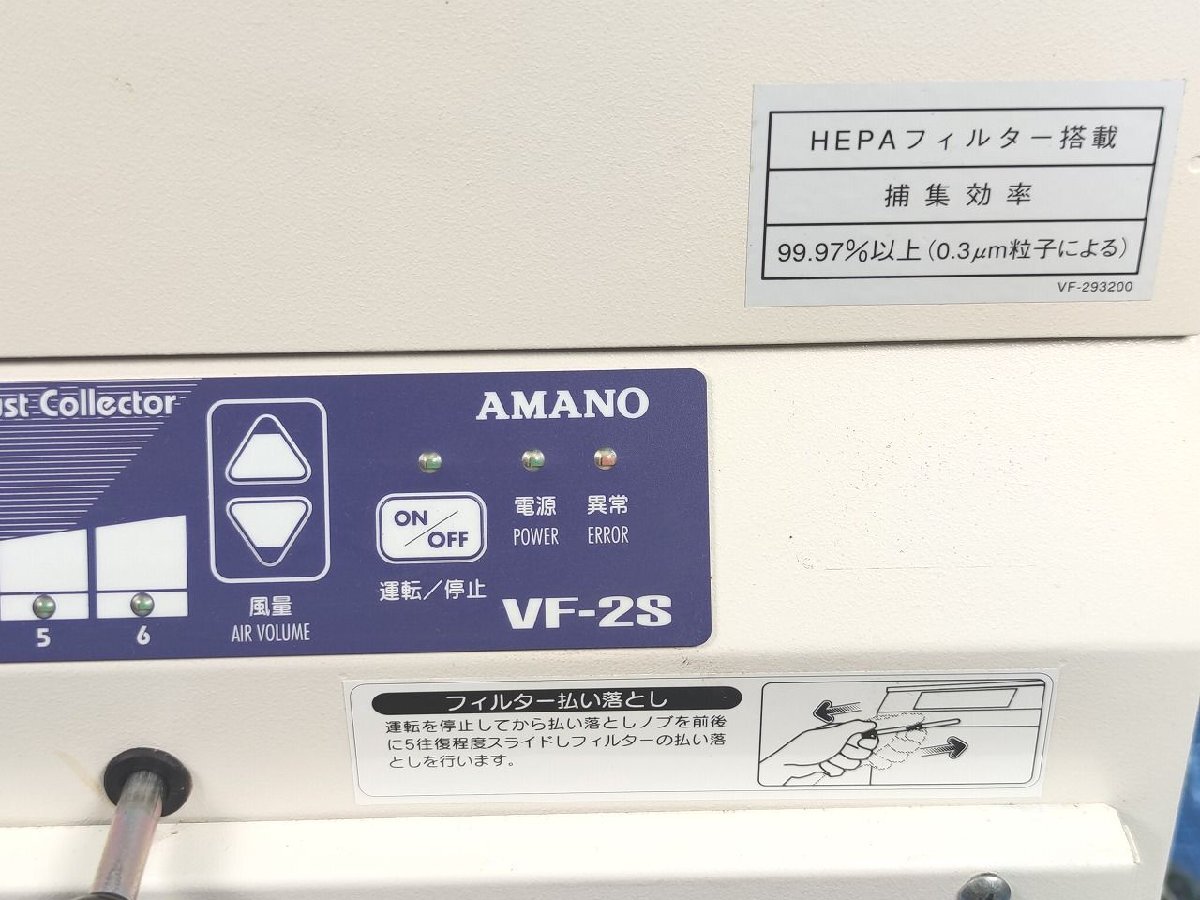 HEPAフィルター搭載
捕集効率
99.97%以上(0.3μm粒子による)
VF-293200
ust Collector
AMANO
ON/OFF
電源
POWER
異常
ERROR
運転/停止
VF-2S
風量
AIR VOLUME
5
6
フィルター払い落とし
運転を停止してから払い落としノブを前後
に5往復程度スライドしフィルターの払い落
としを行います。